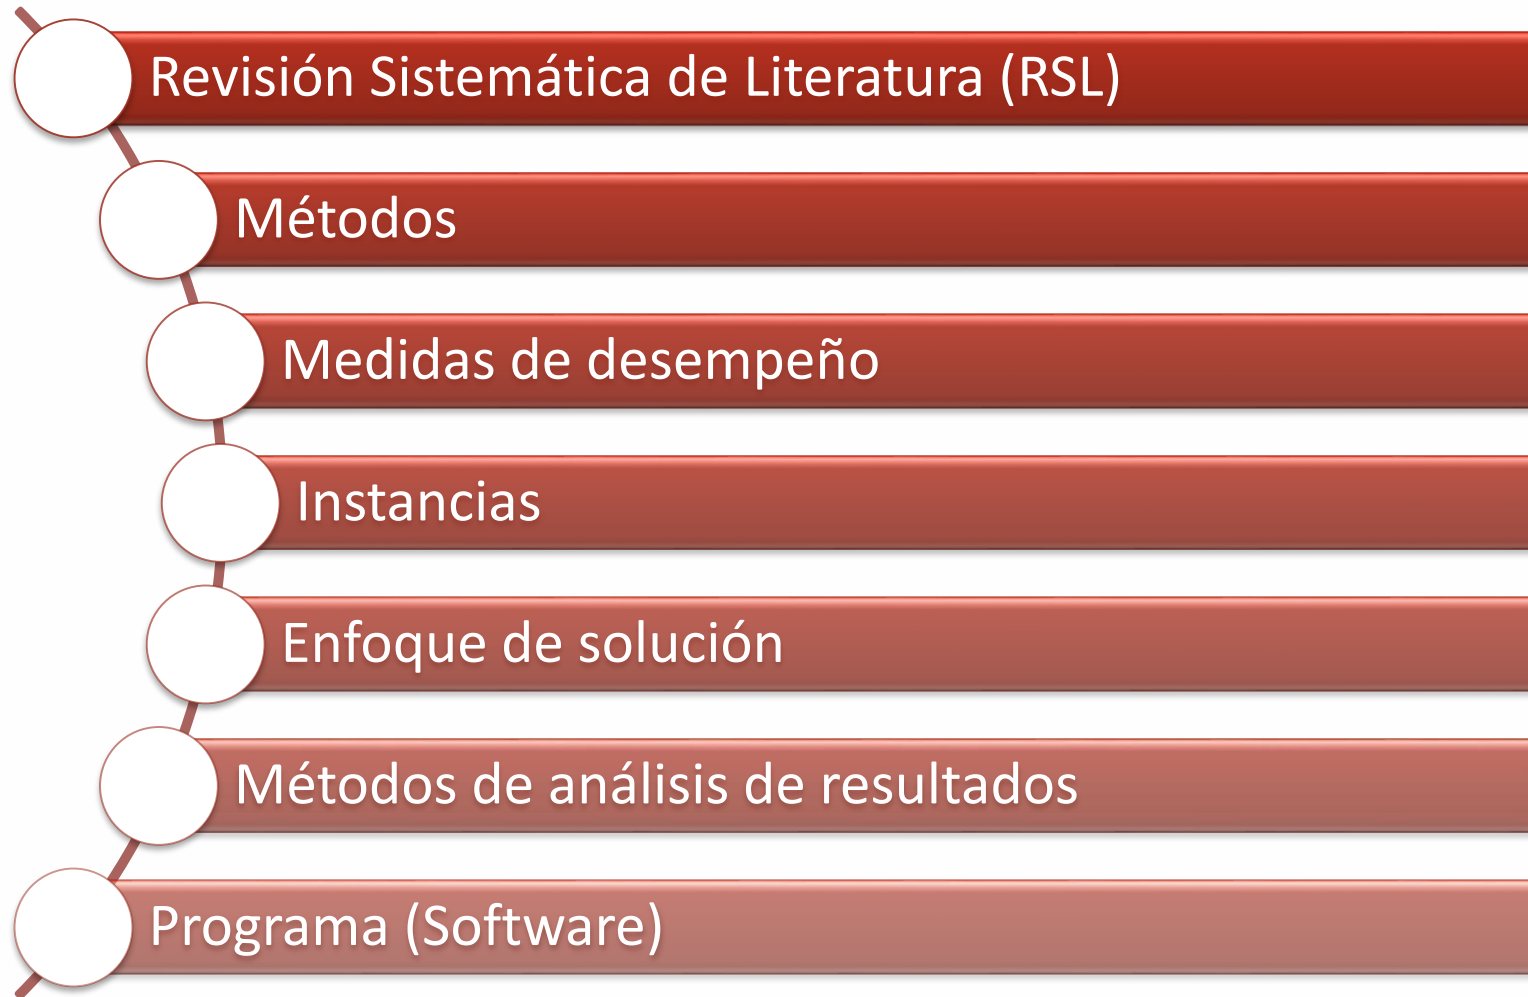 Revisión Sistemática de Literatura (RSL)
Métodos
Medidas de desempeño
Instancias
Enfoque de solución
Métodos de análisis de resultados
Programa (Software)